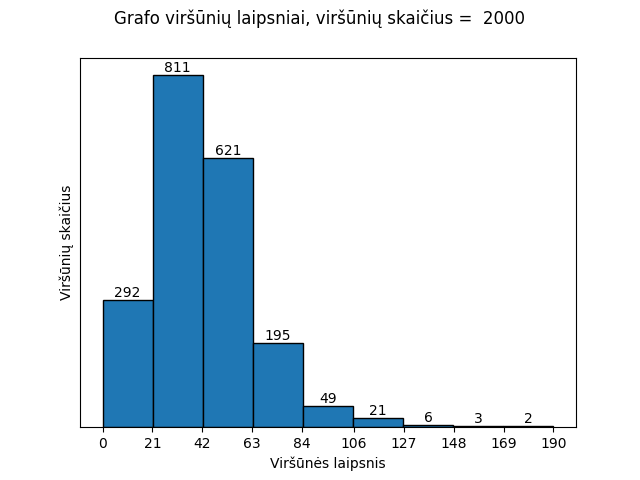 Grafo viršūnių laipsniai, viršūnių skaičius =  2000
811
621
292
195
49
21
6
3
2
Viršūnių skaičius
0 21 42 63 84 106 127 148 169 190
Viršūnės laipsnis